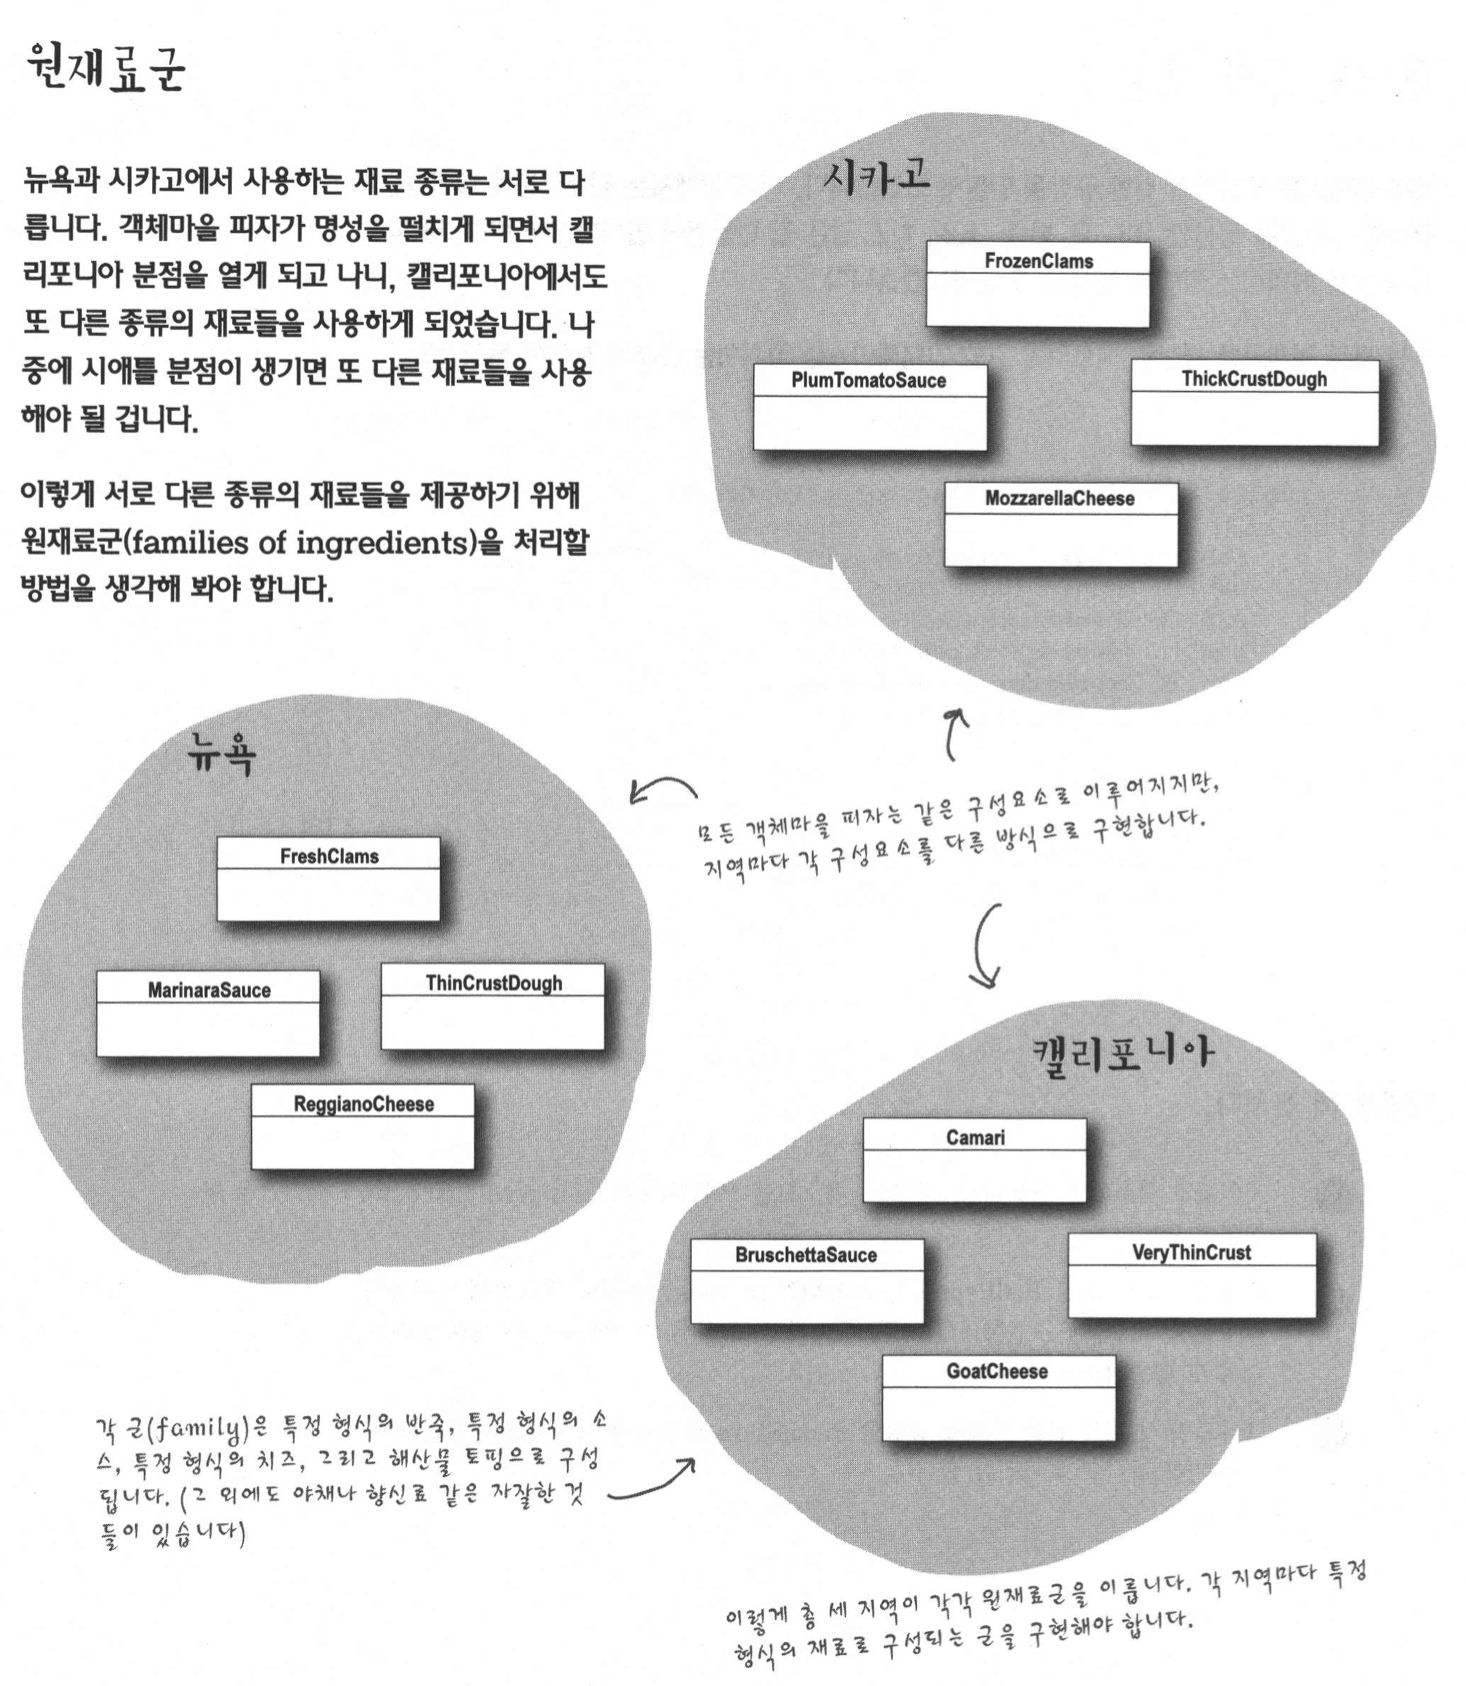 원재료군
뉴욕과 시카고에서 사용하는 재료 종류는 서로 다
릅니다. 객체마을 피자가 명성을 떨치게 되면서 캘
리포니아 분점을 열게 되고 나니, 캘리포니아에서도
또 다른 종류의 재료들을 사용하게 되었습니다. 나
중에 시애틀 분점이 생기면 또 다른 재료들을 사용
해야 될 겁니다.
이렇게 서로 다른 종류의 재료들을 제공하기 위해
원재료군(families of ingredients)을 처리할
방법을 생각해 봐야 합니다.
시카고
FrozenClams
PlumTomatoSauce
ThickCrustDough
MozzarellaCheese
뉴욕
FreshClams
MarinaraSauce
ThinCrustDough
ReggianoCheese
모든 객체마을 피자는 같은 구성요소로 이루어지지만,
지역마다 각 구성요소를 다른 방식으로 구현합니다.
캘리포니아
Camari
BruschettaSauce
VeryThinCrust
GoatCheese
각 군(family)은 특정 형식의 반죽, 특정 형식의 소
스, 특정 형식의 치즈, 그리고 해산물 토핑으로 구성
됩니다. (그 외에도 야채나 향신료 같은 자잘한 것
들이 있습니다)
이렇게 총 세 지역이 각각 원재료군을 이룹니다. 각 지역마다 특정
형식의 재료로 구성되는 군을 구현해야 합니다.